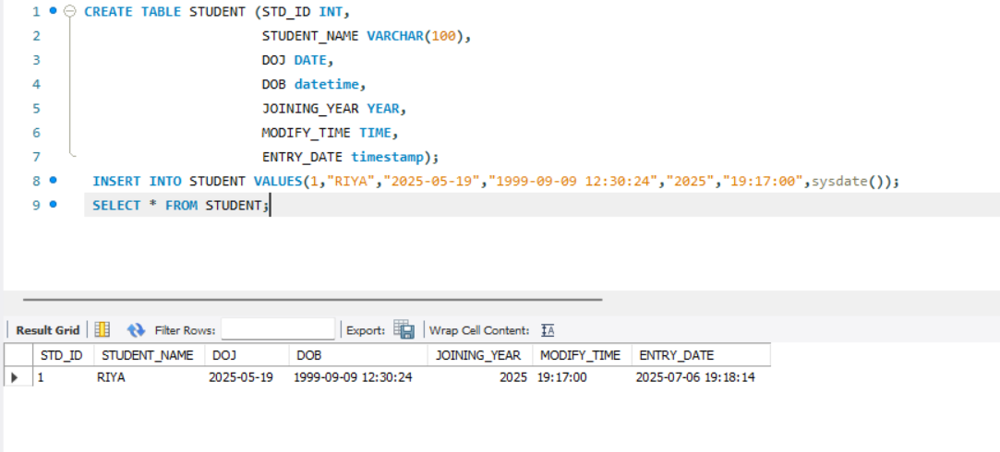 1 CREATE TABLE STUDENT (STD_ID INT,
2 STUDENT_NAME VARCHAR(100),
3 DOJ DATE,
4 DOB datetime,
5 JOINING_YEAR YEAR,
6 MODIFY_TIME TIME,
7 ENTRY_DATE timestamp);
8 INSERT INTO STUDENT VALUES(1,"RIYA","2025-05-19","1999-09-09 12:30:24","2025","19:17:00",sysdate());
9 SELECT * FROM STUDENT;
Result Grid Filter Rows: Export: Wrap Cell Content: IA
STD_ID STUDENT_NAME DOJ DOB JOINING_YEAR MODIFY_TIME ENTRY_DATE
1 RIYA 2025-05-19 1999-09-09 12:30:24 2025 19:17:00 2025-07-06 19:18:14